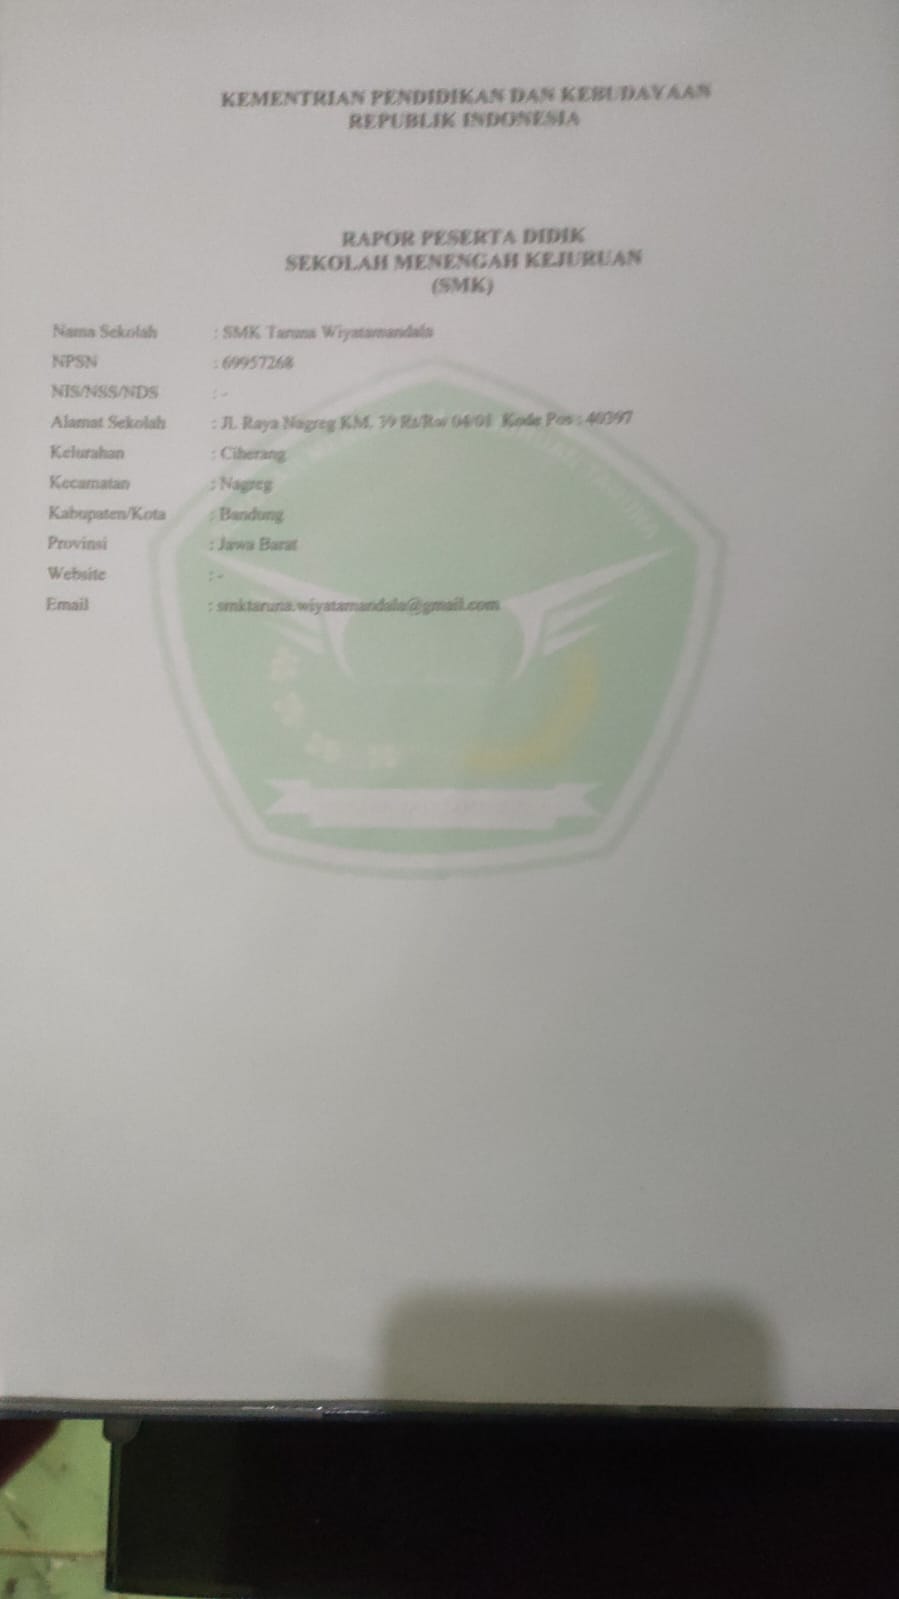 KEMENTRIAN PENDIDIKAN DAN KEBUDAYAAN
REPUBLIK INDONESIA
RAPOR PESERTA DIDIK
SEKOLAH MENENGAH KEJURUAN
(SMK)
Nama Sekolah : SMK Taruna Wiyatamandala
NPSN : 69957268
NIS/NSS/NDS : -
Alamat Sekolah : Jl. Raya Nagreg KM. 39 Rt/Rw 04/01 Kode Pos : 40397
Kelurahan : Ciherang
Kecamatan : Nagreg
Kabupaten/Kota : Bandung
Provinsi : Jawa Barat
Website : -
Email : smktaruna.wiyatamandala@gmail.com